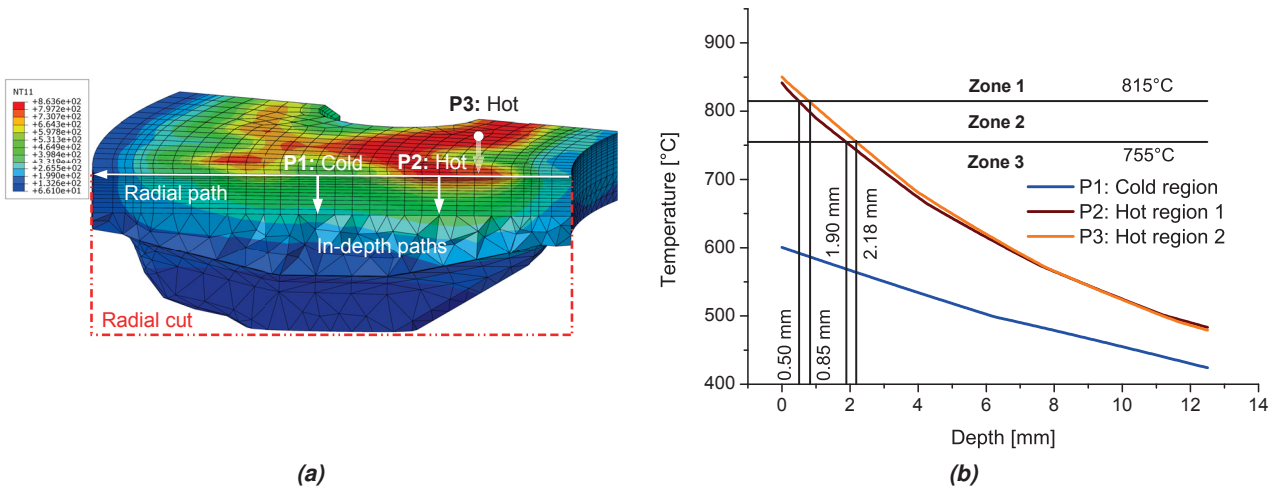 NT11
+8.636e+02
+7.972e+02
+7.307e+02
+6.643e+02
+5.978e+02
+5.313e+02
+4.649e+02
+3.984e+02
+3.319e+02
+2.655e+02
+1.990e+02
+1.326e+02
+6.610e+01
P3: Hot
P1: Cold
P2: Hot
Radial path
In-depth paths
Radial cut
(a)
Temperature [°C]
900
800
700
600
500
400
Zone 1
815°C
Zone 2
755°C
Zone 3
P1: Cold region
P2: Hot region 1
P3: Hot region 2
0.50 mm
0.85 mm
1.90 mm
2.18 mm
0
2
4
6
8
10
12
14
Depth [mm]
(b)